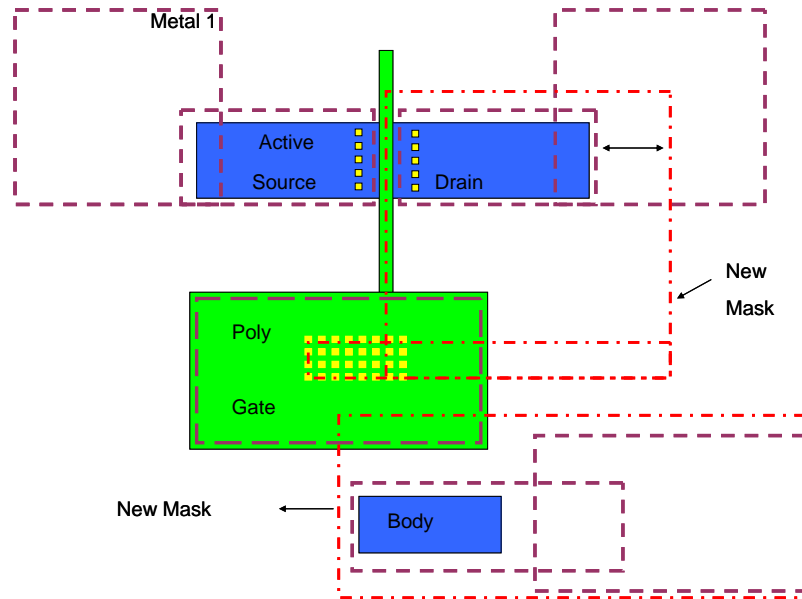 Metal 1
Active
Source
Drain
New
Mask
Poly
Gate
New Mask
Body